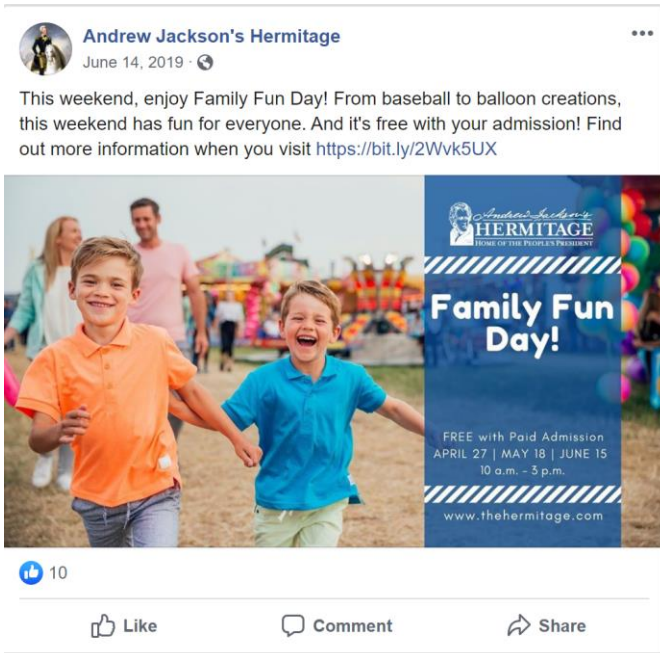 Andrew Jackson's Hermitage
June 14, 2019 ·
This weekend, enjoy Family Fun Day! From baseball to balloon creations,
this weekend has fun for everyone. And it's free with your admission! Find
out more information when you visit https://bit.ly/2Wvk5UX
Andrew Jackson's
HERMITAGE
HOME OF THE PEOPLE'S PRESIDENT
Family Fun
Day!
FREE with Paid Admission
APRIL 27 | MAY 18 | JUNE 15
10 a.m. - 3 p.m.
www.thehermitage.com
10
Like Comment Share